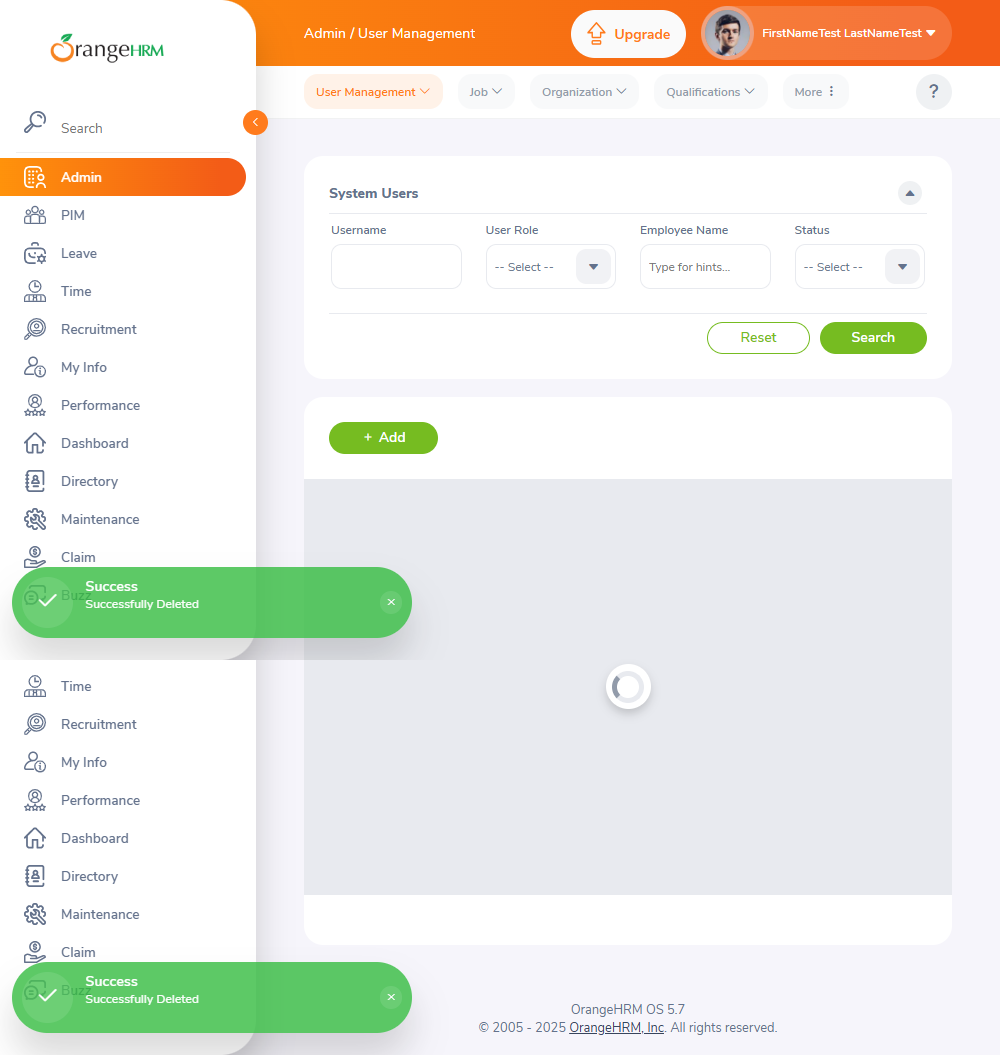 OrangeHRM
Admin / User Management
Upgrade
FirstNameTest LastNameTest
User Management
Job
Organization
Qualifications
More
?
Search
Admin
PIM
Leave
Time
Recruitment
My Info
Performance
Dashboard
Directory
Maintenance
Claim
Buzz
Success
Successfully Deleted
System Users
Username
User Role
Employee Name
Status
-- Select --
Type for hints...
-- Select --
Reset
Search
+ Add
Time
Recruitment
My Info
Performance
Dashboard
Directory
Maintenance
Claim
Buzz
Success
Successfully Deleted
OrangeHRM OS 5.7
© 2005 - 2025 OrangeHRM, Inc. All rights reserved.